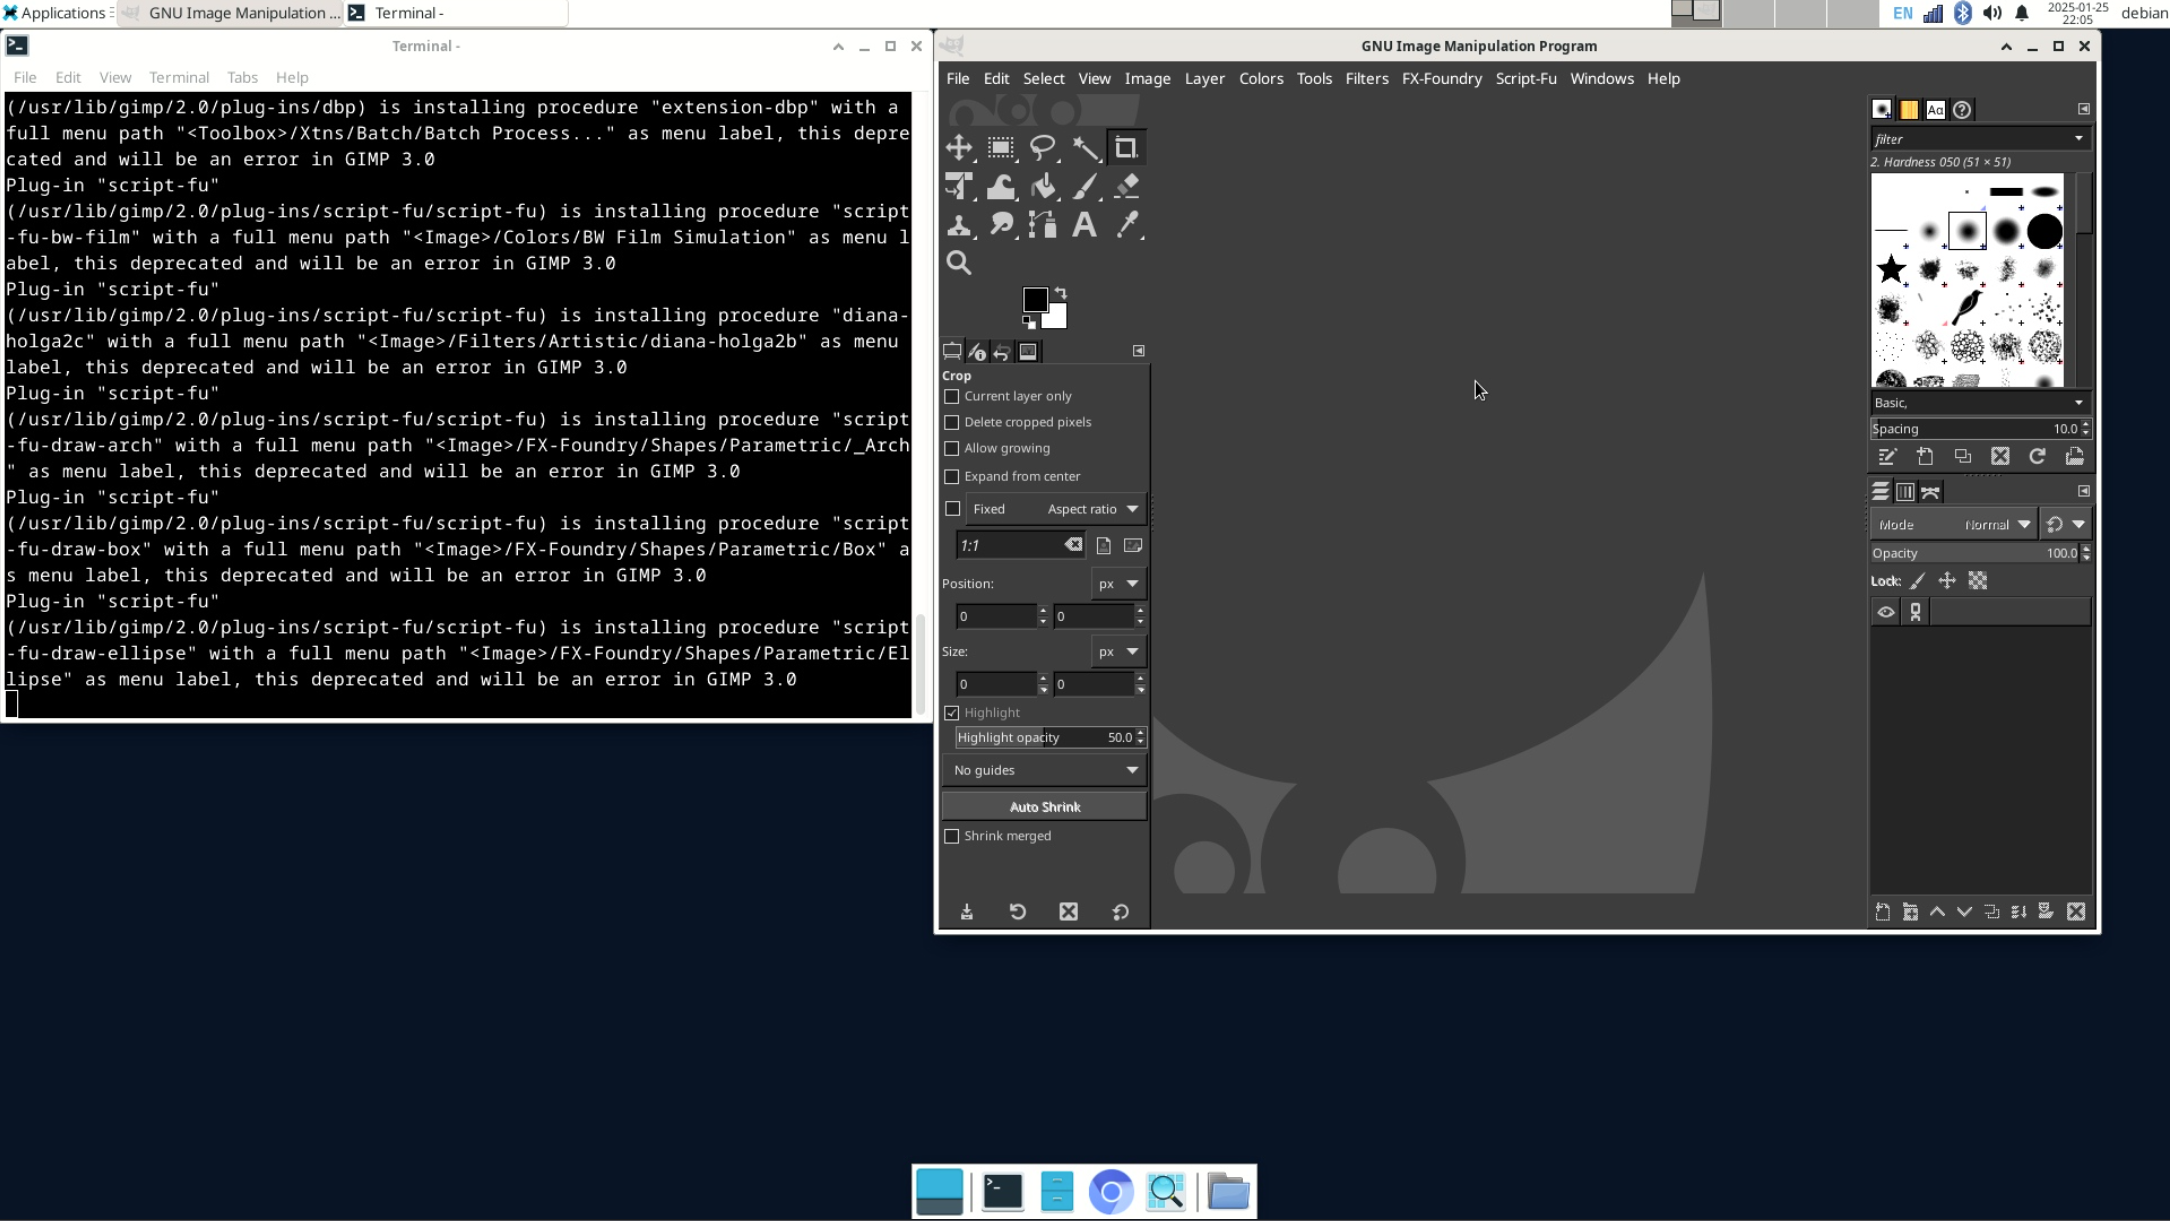 Applications
GNU Image Manipulation ...
Terminal -
EN
2025-01-25
22:05
debian
Terminal -
File Edit View Terminal Tabs Help
(/usr/lib/gimp/2.0/plug-ins/dbp) is installing procedure "extension-dbp" with a
full menu path "<Toolbox>/Xtns/Batch/Batch Process..." as menu label, this depre
cated and will be an error in GIMP 3.0
Plug-in "script-fu"
(/usr/lib/gimp/2.0/plug-ins/script-fu/script-fu) is installing procedure "script
-fu-bw-film" with a full menu path "<Image>/Colors/BW Film Simulation" as menu l
abel, this deprecated and will be an error in GIMP 3.0
Plug-in "script-fu"
(/usr/lib/gimp/2.0/plug-ins/script-fu/script-fu) is installing procedure "diana-
holga2c" with a full menu path "<Image>/Filters/Artistic/diana-holga2b" as menu
label, this deprecated and will be an error in GIMP 3.0
Plug-in "script-fu"
(/usr/lib/gimp/2.0/plug-ins/script-fu/script-fu) is installing procedure "script
-fu-draw-arch" with a full menu path "<Image>/FX-Foundry/Shapes/Parametric/_Arch
" as menu label, this deprecated and will be an error in GIMP 3.0
Plug-in "script-fu"
(/usr/lib/gimp/2.0/plug-ins/script-fu/script-fu) is installing procedure "script
-fu-draw-box" with a full menu path "<Image>/FX-Foundry/Shapes/Parametric/Box" a
s menu label, this deprecated and will be an error in GIMP 3.0
Plug-in "script-fu"
(/usr/lib/gimp/2.0/plug-ins/script-fu/script-fu) is installing procedure "script
-fu-draw-ellipse" with a full menu path "<Image>/FX-Foundry/Shapes/Parametric/El
lipse" as menu label, this deprecated and will be an error in GIMP 3.0
GNU Image Manipulation Program
File Edit Select View Image Layer Colors Tools Filters FX-Foundry Script-Fu Windows Help
Crop
Current layer only
Delete cropped pixels
Allow growing
Expand from center
Fixed Aspect ratio
1:1
Position: px
0 0
Size: px
0 0
Highlight
Highlight opacity 50.0
No guides
Auto Shrink
Shrink merged
filter
2. Hardness 050 (51 × 51)
Basic,
Spacing 10.0
Mode Normal
Opacity 100.0
Lock: